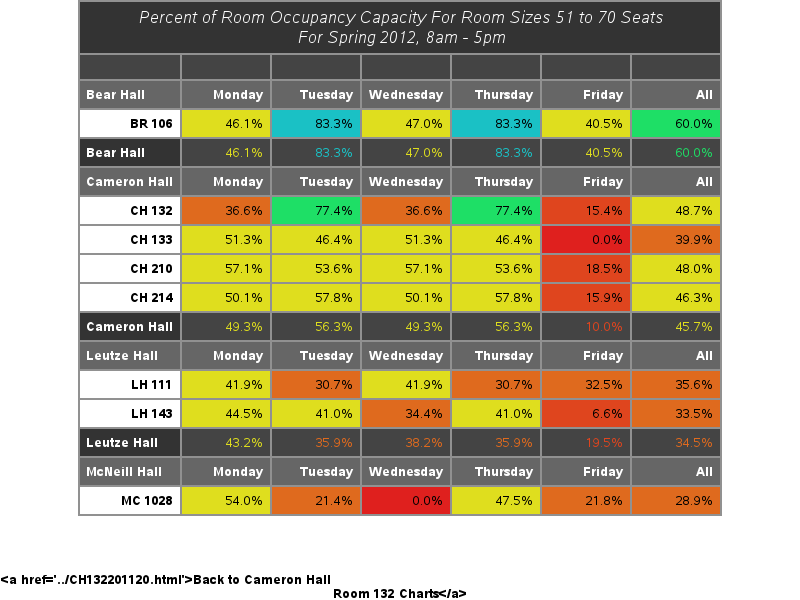 Percent of Room Occupancy Capacity For Room Sizes 51 to 70 Seats
For Spring 2012, 8am - 5pm
Bear Hall Monday Tuesday Wednesday Thursday Friday All
BR 106 46.1% 83.3% 47.0% 83.3% 40.5% 60.0%
Bear Hall 46.1% 83.3% 47.0% 83.3% 40.5% 60.0%
Cameron Hall Monday Tuesday Wednesday Thursday Friday All
CH 132 36.6% 77.4% 36.6% 77.4% 15.4% 48.7%
CH 133 51.3% 46.4% 51.3% 46.4% 0.0% 39.9%
CH 210 57.1% 53.6% 57.1% 53.6% 18.5% 48.0%
CH 214 50.1% 57.8% 50.1% 57.8% 15.9% 46.3%
Cameron Hall 49.3% 56.3% 49.3% 56.3% 10.0% 45.7%
Leutze Hall Monday Tuesday Wednesday Thursday Friday All
LH 111 41.9% 30.7% 41.9% 30.7% 32.5% 35.6%
LH 143 44.5% 41.0% 34.4% 41.0% 6.6% 33.5%
Leutze Hall 43.2% 35.9% 38.2% 35.9% 19.5% 34.5%
McNeill Hall Monday Tuesday Wednesday Thursday Friday All
MC 1028 54.0% 21.4% 0.0% 47.5% 21.8% 28.9%
<a href='../CH132201120.html'>Back to Cameron Hall
Room 132 Charts</a>